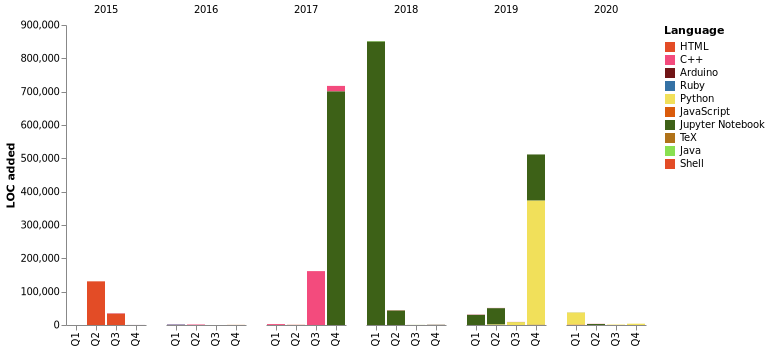 2015 2016 2017 2018 2019 2020
LOC added
900,000
800,000
700,000
600,000
500,000
400,000
300,000
200,000
100,000
0
Q1 Q2 Q3 Q4 Q1 Q2 Q3 Q4 Q1 Q2 Q3 Q4 Q1 Q2 Q3 Q4 Q1 Q2 Q3 Q4 Q1 Q2 Q3 Q4
Language
HTML
C++
Arduino
Ruby
Python
JavaScript
Jupyter Notebook
TeX
Java
Shell